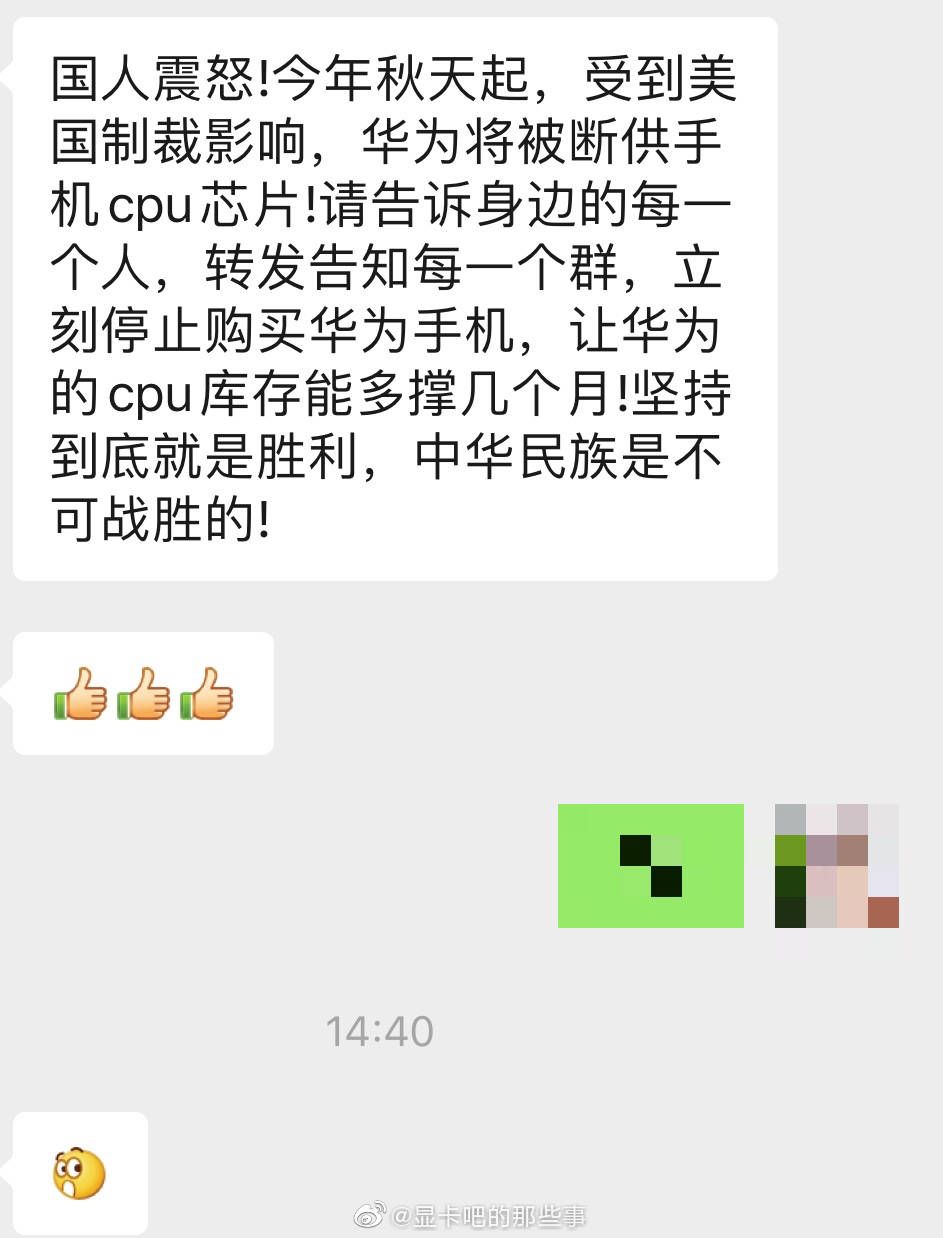 国人震怒!今年秋天起，受到美
国制裁影响，华为将被断供手
机cpu芯片!请告诉身边的每一
个人，转发告知每一个群，立
刻停止购买华为手机，让华为
的cpu库存能多撑几个月!坚持
到底就是胜利，中华民族是不
可战胜的!
14:40
@显卡吧的那些事